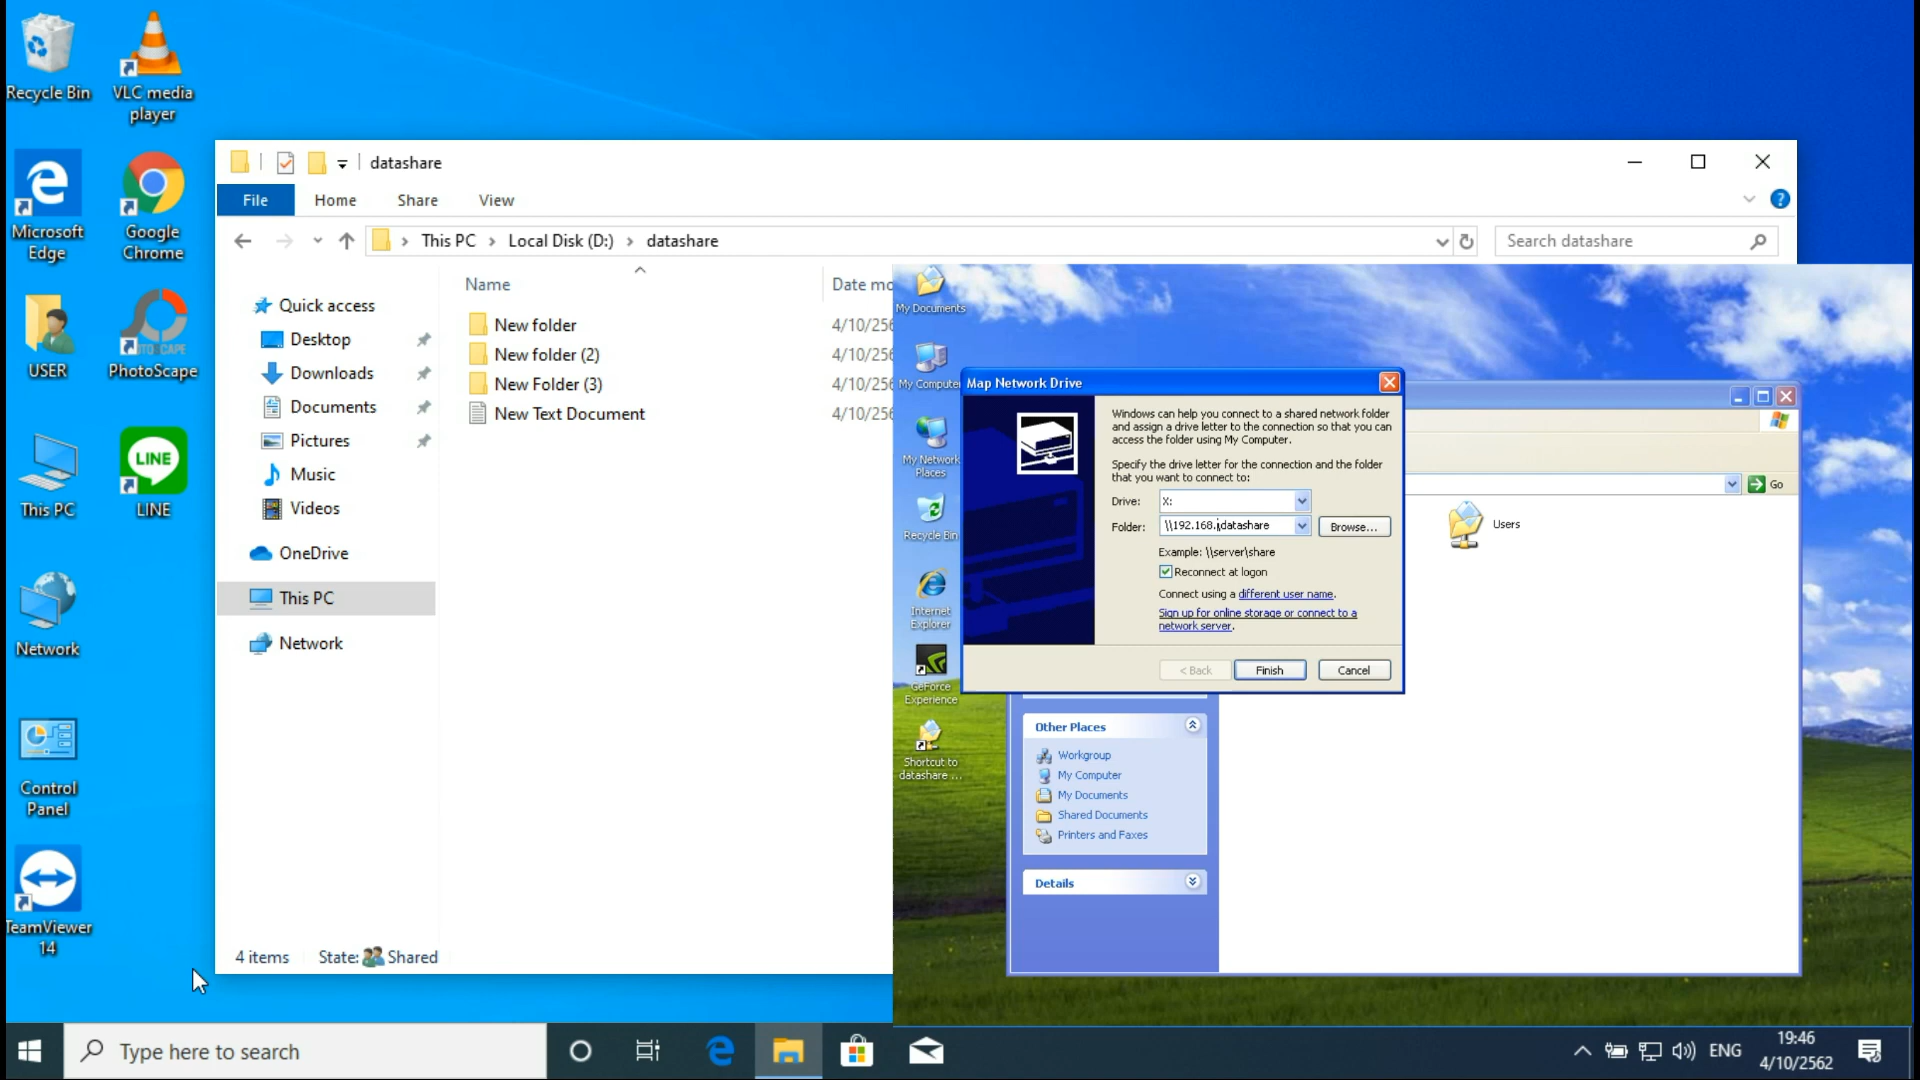 Recycle Bin
VLC media
player
Microsoft
Edge
Google
Chrome
USER
PhotoScape
This PC
LINE
LINE
Network
Control
Panel
TeamViewer
14
datashare
File
Home
Share
View
This PC
Local Disk (D:)
datashare
Search datashare
Name
Date mo
Quick access
Desktop
Downloads
Documents
Pictures
Music
Videos
OneDrive
This PC
Network
New folder
4/10/256
New folder (2)
4/10/256
New Folder (3)
4/10/256
New Text Document
4/10/256
4 items
State:
Shared
My Documents
My Computer
My Network
Places
Recycle Bin
Internet
Explorer
GeForce
Experience
Shortcut to
datashare ...
Map Network Drive
Windows can help you connect to a shared network folder
and assign a drive letter to the connection so that you can
access the folder using My Computer.
Specify the drive letter for the connection and the folder
that you want to connect to:
Drive:
X:
Folder:
\\192.168.\datashare
Browse...
Example: \\server\share
Reconnect at logon
Connect using a different user name.
Sign up for online storage or connect to a
network server.
< Back
Finish
Cancel
Go
Users
Other Places
Workgroup
My Computer
My Documents
Shared Documents
Printers and Faxes
Details
Type here to search
ENG
19:46
4/10/2562